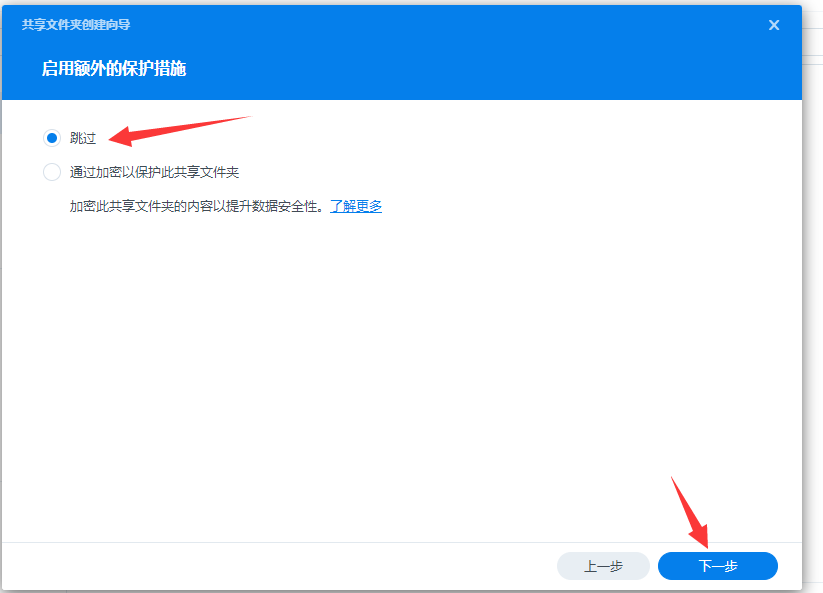 共享文件夹创建向导
启用额外的保护措施
跳过
通过加密以保护此共享文件夹
加密此共享文件夹的内容以提升数据安全性。了解更多
上一步
下一步